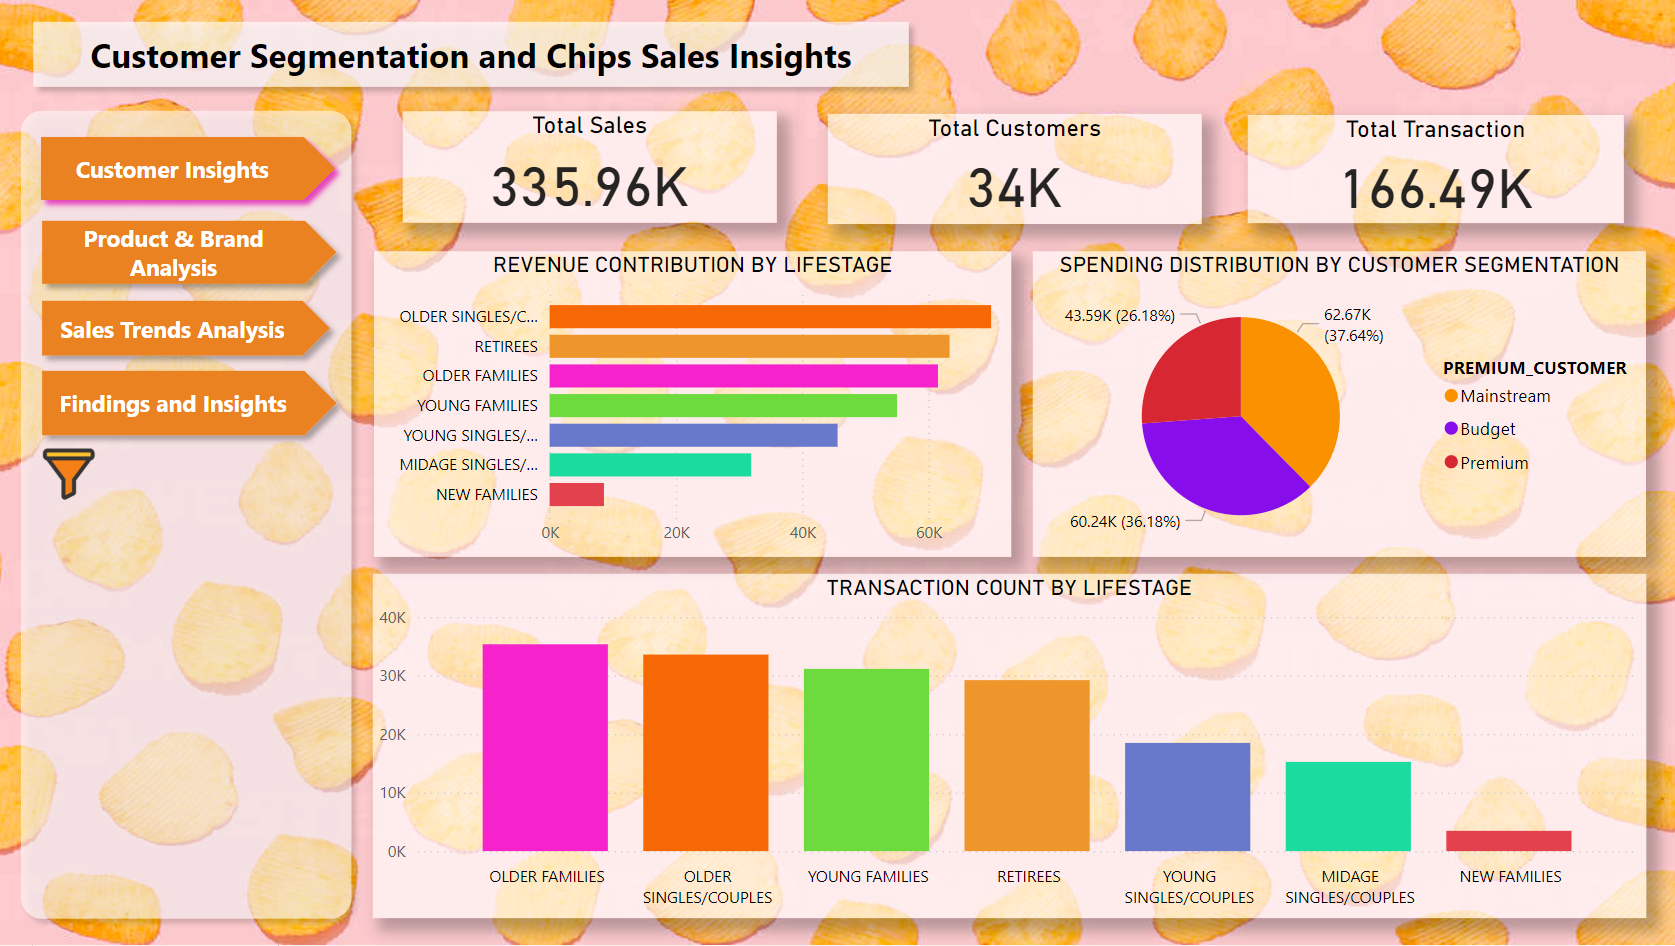 Customer Segmentation and Chips Sales Insights
Customer Insights
Product & Brand
Analysis
Sales Trends Analysis
Findings and Insights
Total Sales
335.96K
Total Customers
34K
Total Transaction
166.49K
REVENUE CONTRIBUTION BY LIFESTAGE
OLDER SINGLES/C...
RETIREES
OLDER FAMILIES
YOUNG FAMILIES
YOUNG SINGLES/...
MIDAGE SINGLES/...
NEW FAMILIES
0K 20K 40K 60K
SPENDING DISTRIBUTION BY CUSTOMER SEGMENTATION
43.59K (26.18%)
62.67K
(37.64%)
60.24K (36.18%)
PREMIUM_CUSTOMER
Mainstream
Budget
Premium
TRANSACTION COUNT BY LIFESTAGE
40K
30K
20K
10K
0K
OLDER FAMILIES
OLDER
SINGLES/COUPLES
YOUNG FAMILIES
RETIREES
YOUNG
SINGLES/COUPLES
MIDAGE
SINGLES/COUPLES
NEW FAMILIES